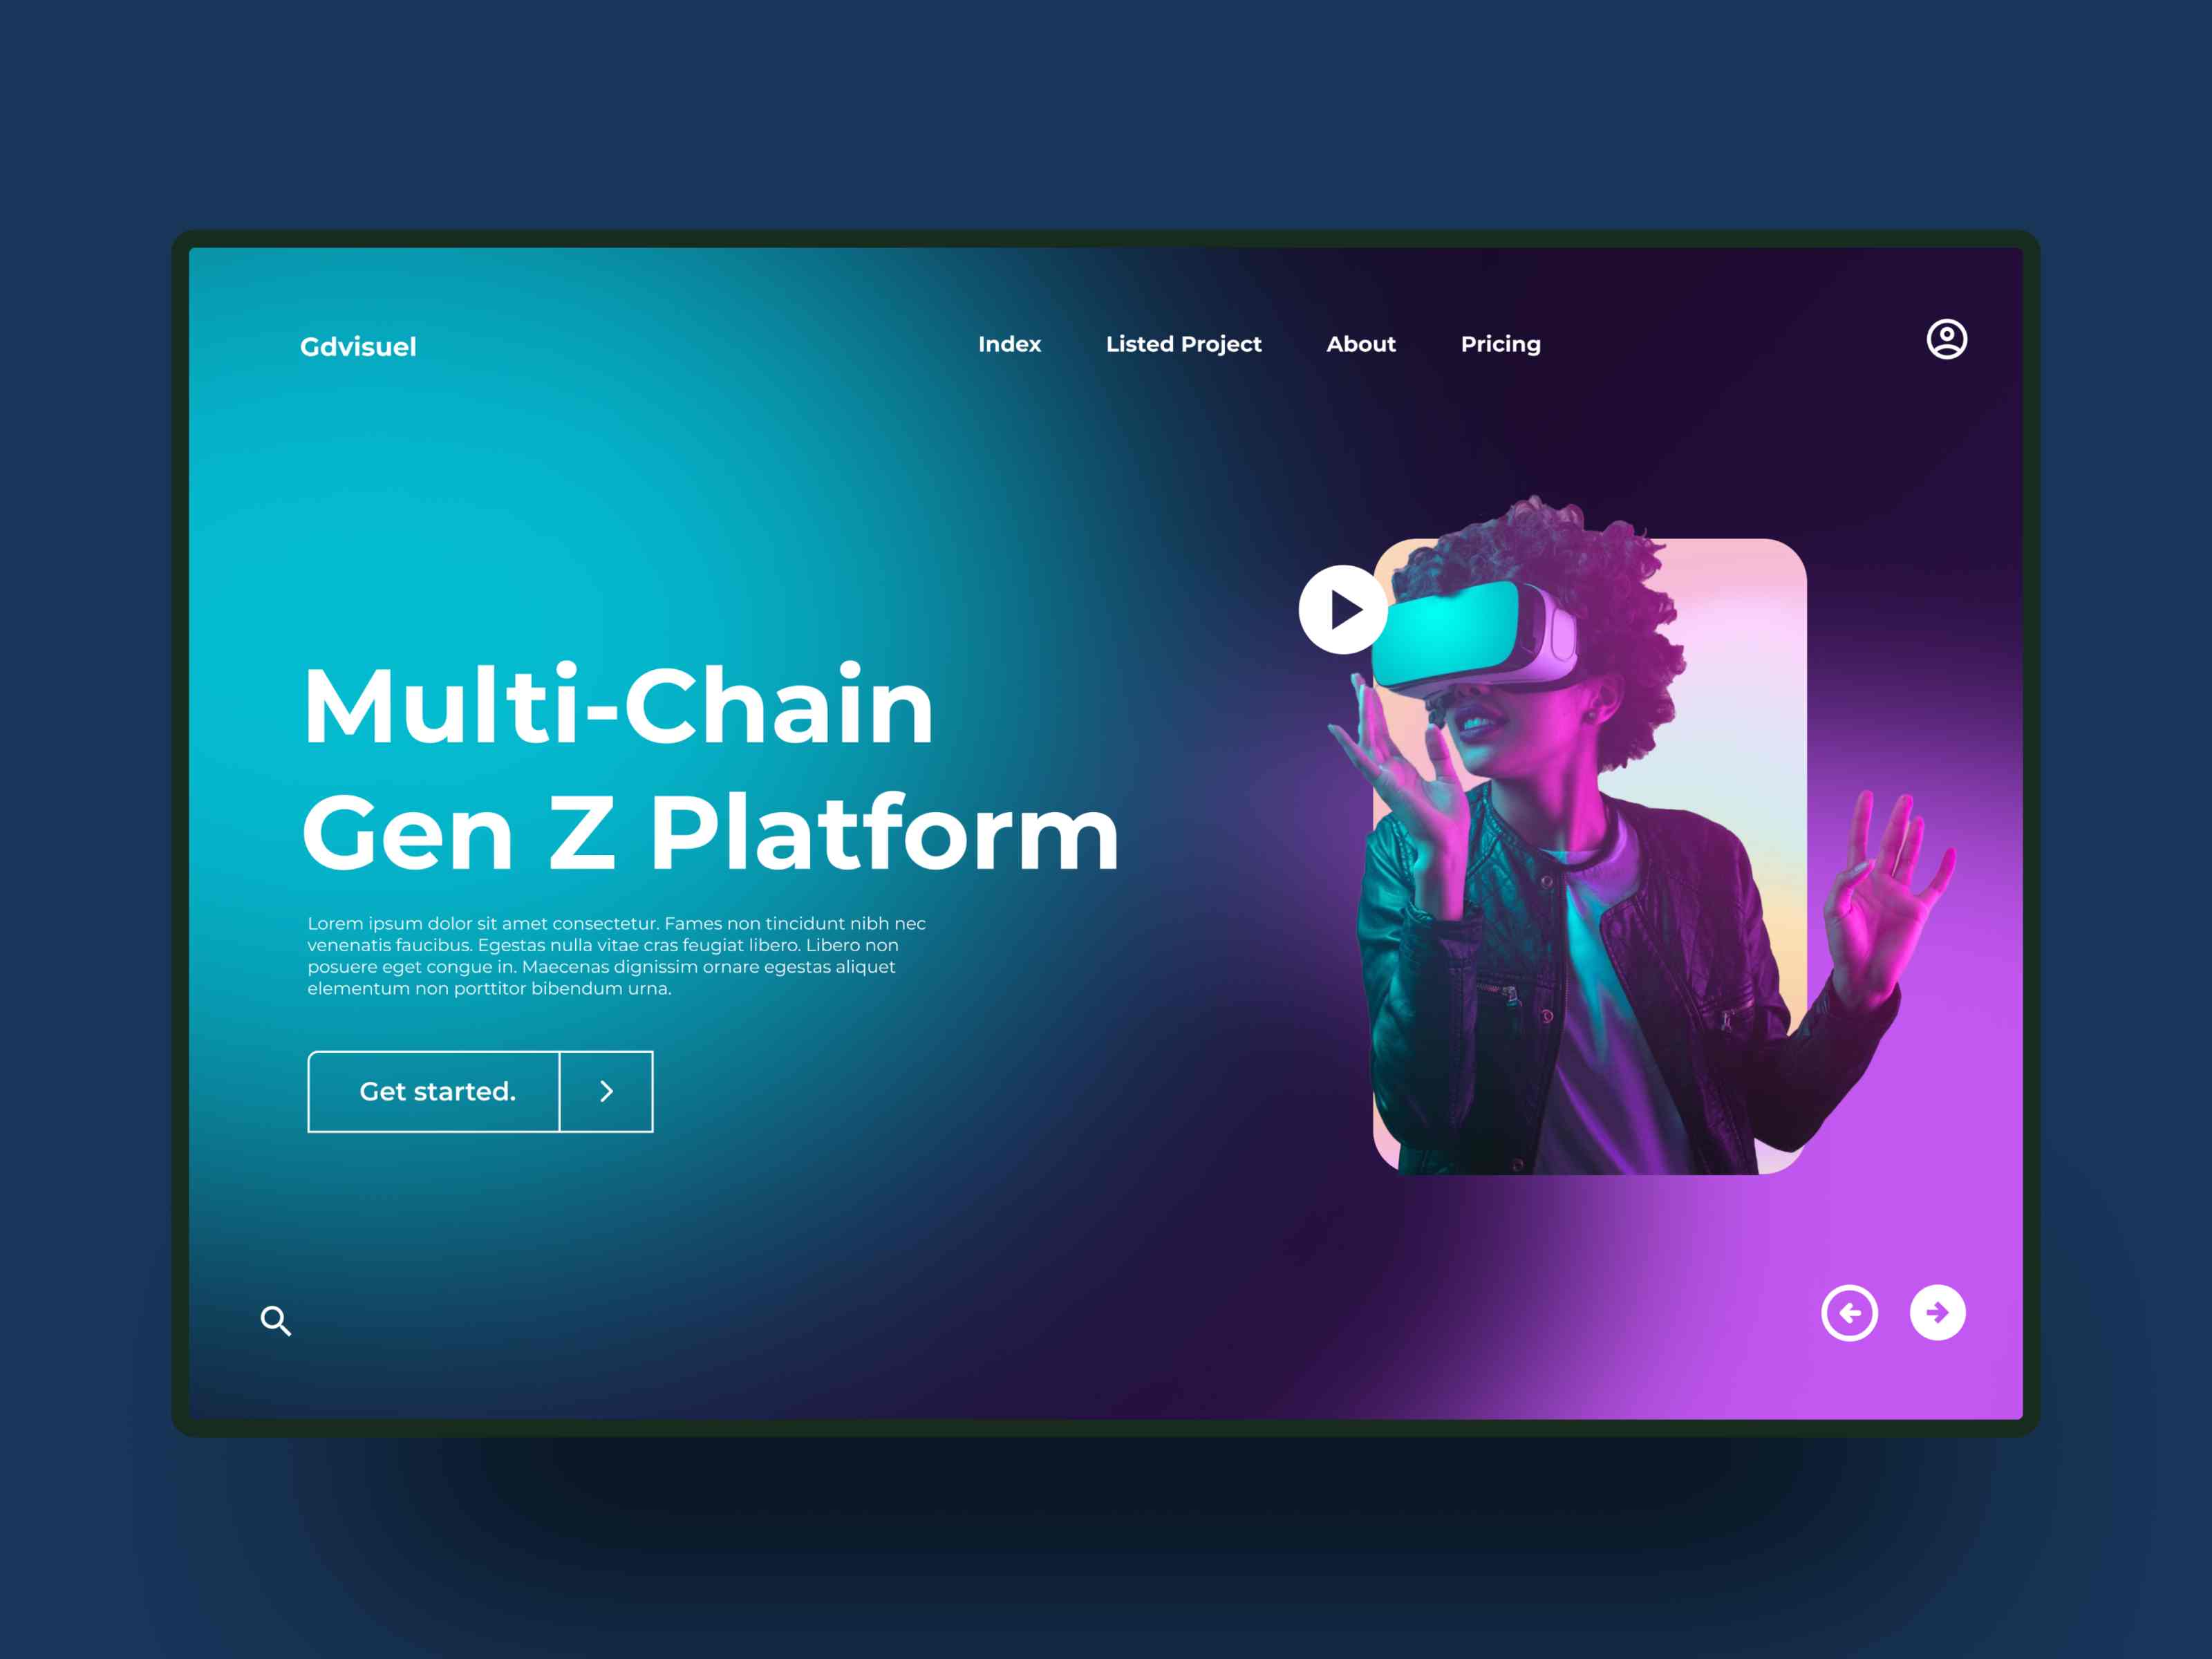 Gdvisuel
Index
Listed Project
About
Pricing
Multi-Chain
Gen Z Platform
Lorem ipsum dolor sit amet consectetur. Fames non tincidunt nibh nec
venenatis faucibus. Egestas nulla vitae cras feugiat libero. Libero non
posuere eget congue in. Maecenas dignissim ornare egestas aliquet
elementum non porttitor bibendum urna.
Get started.